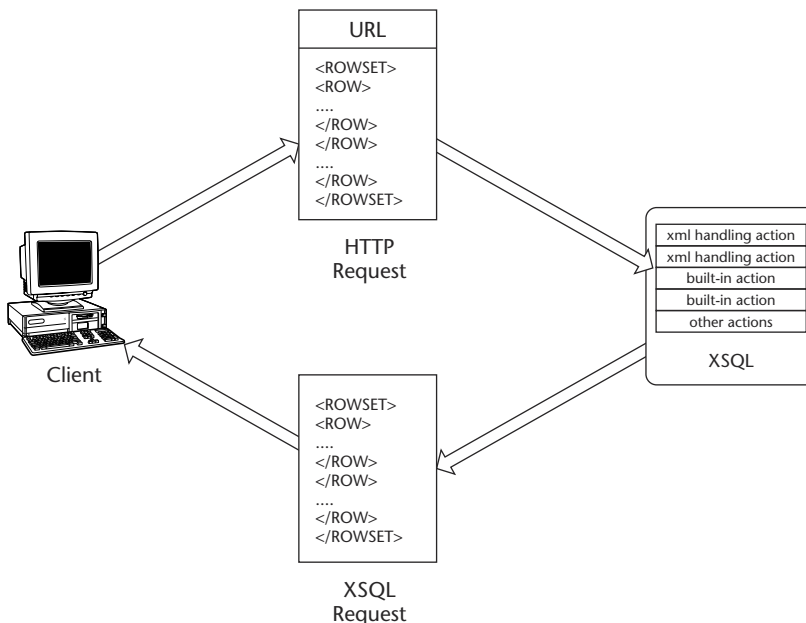 URL
<ROWSET>
<ROW>
....
</ROW>
</ROW>
....
</ROW>
</ROWSET>
HTTP
Request
xml handling action
xml handling action
built-in action
built-in action
other actions
XSQL
Client
<ROWSET>
<ROW>
....
</ROW>
</ROW>
....
</ROW>
</ROWSET>
XSQL
Request